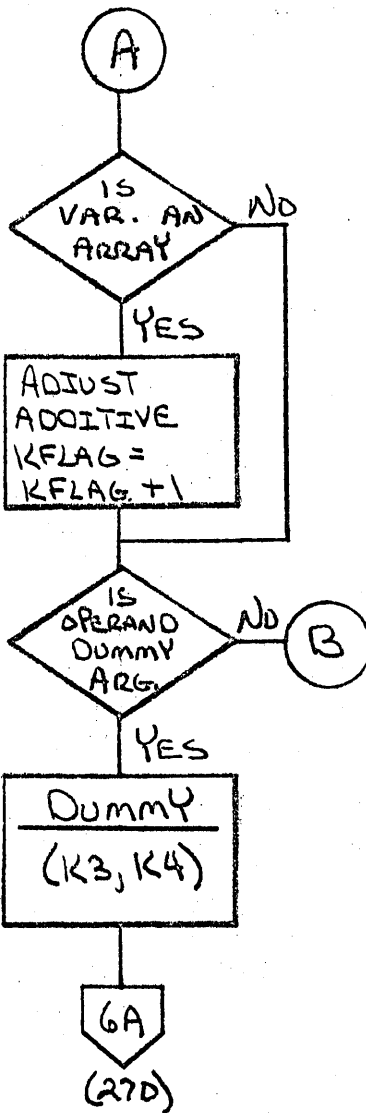 A
IS
VAR. AN
ARRAY
NO
YES
ADJUST
ADDITIVE
KFLAG =
KFLAG +1
IS
OPERAND
DUMMY
ARG.
NO
B
YES
DUMMY
(K3, K4)
6A
(27D)